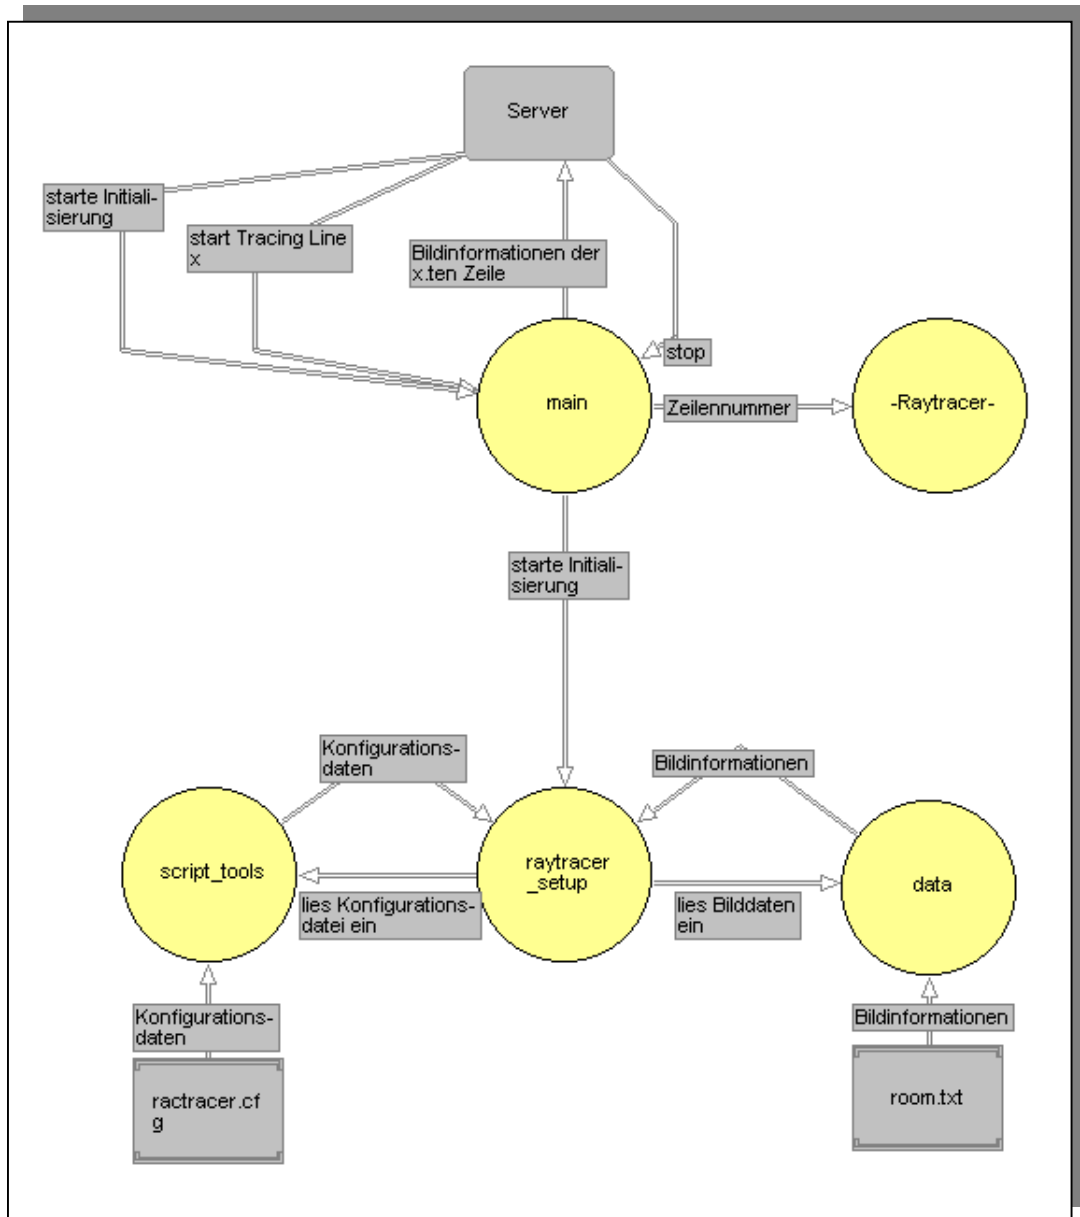 Server
starte Initiali-
sierung
start Tracing Line
x
Bildinformationen der
x.ten Zeile
stop
main
Zeilennummer
-Raytracer-
starte Initiali-
sierung
Konfigurations-
daten
Bildinformationen
script_tools
raytracer
_setup
data
lies Konfigurations-
datei ein
lies Bilddaten
ein
Konfigurations-
daten
Bildinformationen
ractracer.cf
g
room.txt